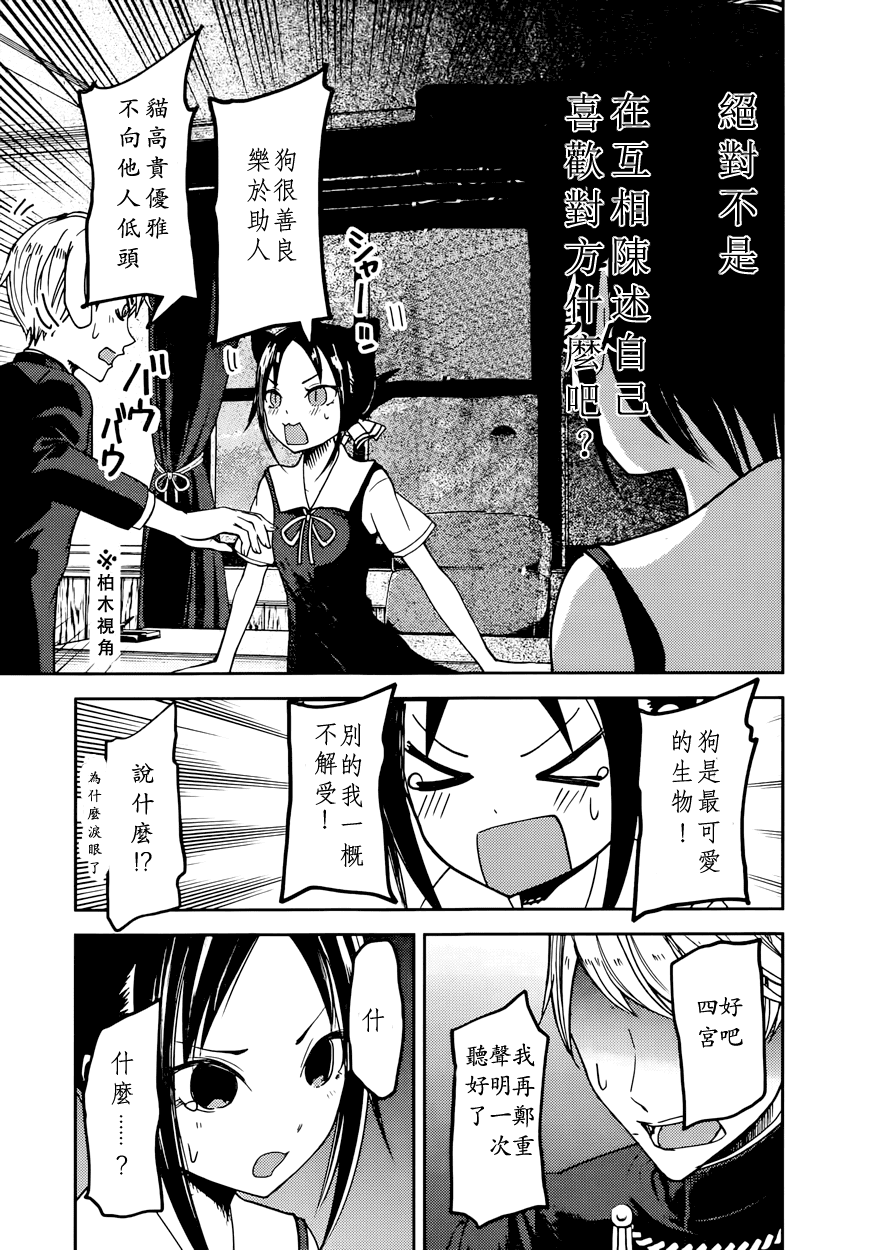 絕對不是
在互相陳述自己
喜歡對方什麼吧？
狗很善良
樂於助人
貓高貴優雅
不向他人低頭
シャーッ
バウ
バウ
※柏木視角
狗是最可愛
的生物！
別的我一概
不解受！
說什麼!?
為什麼淚眼了
好吧
四宮
我再鄭重
聲明一次
聽好了
什
什麼……？